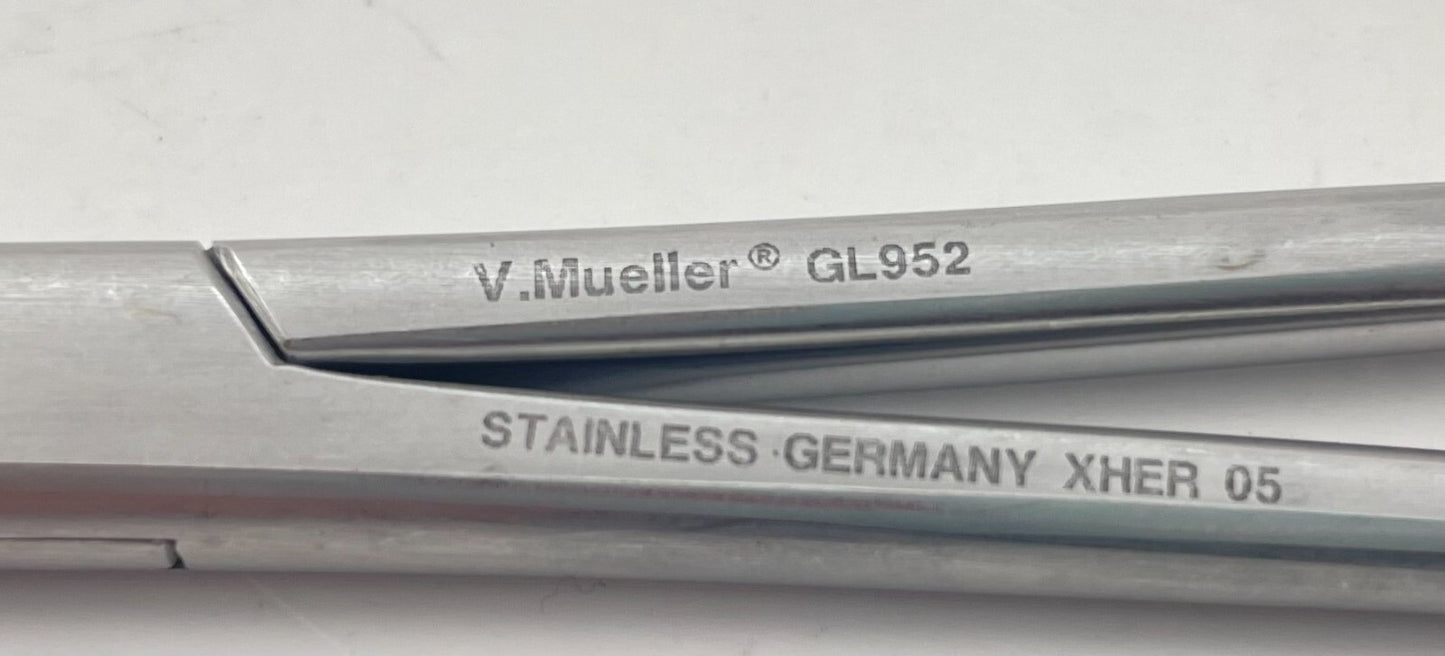 V.Mueller® GL952
STAINLESS ·GERMANY XHER 05